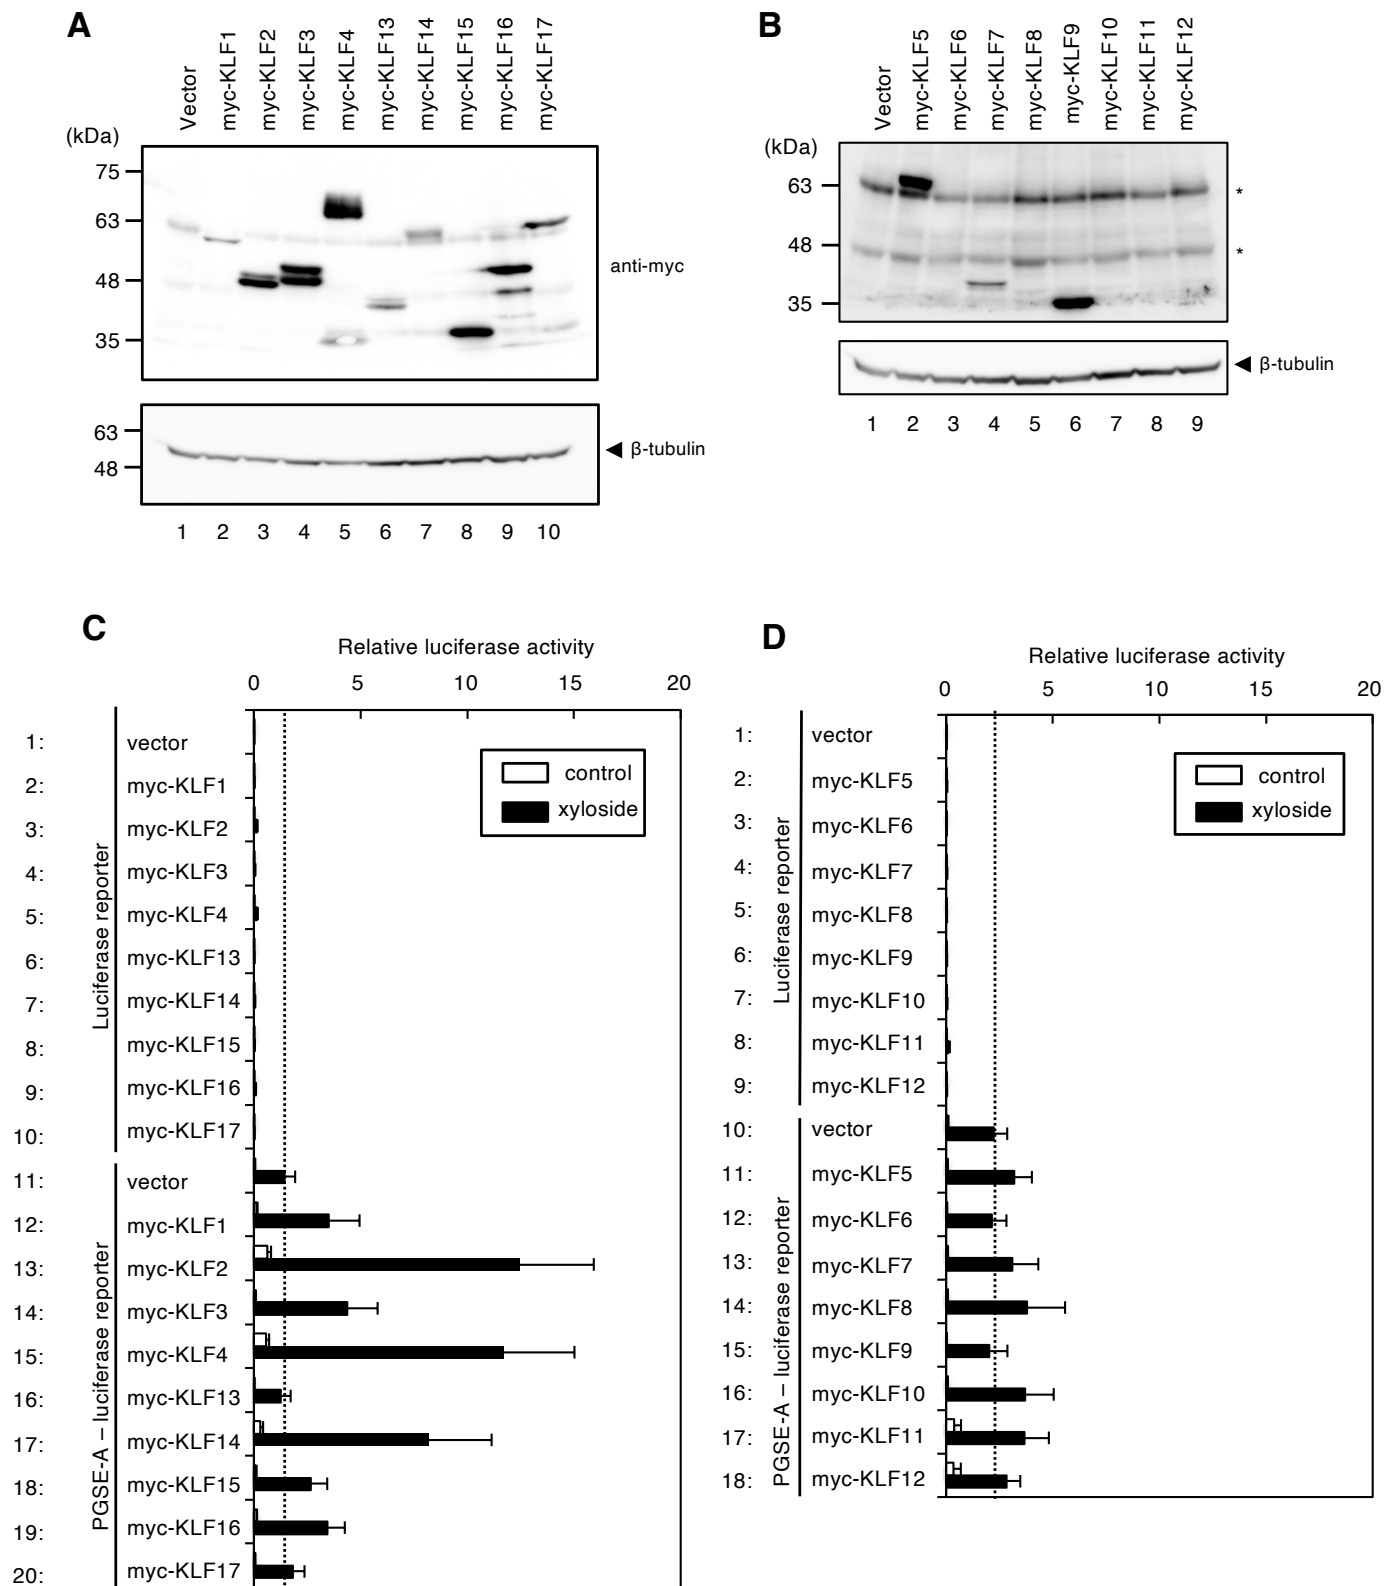 A
Vector
myc-KLF1
myc-KLF2
myc-KLF3
myc-KLF4
myc-KLF13
myc-KLF14
myc-KLF15
myc-KLF16
myc-KLF17
(kDa)
75
63
48
35
anti-myc
63
48
β-tubulin
1 2 3 4 5 6 7 8 9 10
B
Vector
myc-KLF5
myc-KLF6
myc-KLF7
myc-KLF8
myc-KLF9
myc-KLF10
myc-KLF11
myc-KLF12
(kDa)
63
48
35
*
*
β-tubulin
1 2 3 4 5 6 7 8 9
C
Relative luciferase activity
0 5 10 15 20
control
xyloside
Luciferase reporter
1: vector
2: myc-KLF1
3: myc-KLF2
4: myc-KLF3
5: myc-KLF4
6: myc-KLF13
7: myc-KLF14
8: myc-KLF15
9: myc-KLF16
10: myc-KLF17
PGSE-A – luciferase reporter
11: vector
12: myc-KLF1
13: myc-KLF2
14: myc-KLF3
15: myc-KLF4
16: myc-KLF13
17: myc-KLF14
18: myc-KLF15
19: myc-KLF16
20: myc-KLF17
D
Relative luciferase activity
0 5 10 15 20
control
xyloside
Luciferase reporter
1: vector
2: myc-KLF5
3: myc-KLF6
4: myc-KLF7
5: myc-KLF8
6: myc-KLF9
7: myc-KLF10
8: myc-KLF11
9: myc-KLF12
PGSE-A – luciferase reporter
10: vector
11: myc-KLF5
12: myc-KLF6
13: myc-KLF7
14: myc-KLF8
15: myc-KLF9
16: myc-KLF10
17: myc-KLF11
18: myc-KLF12